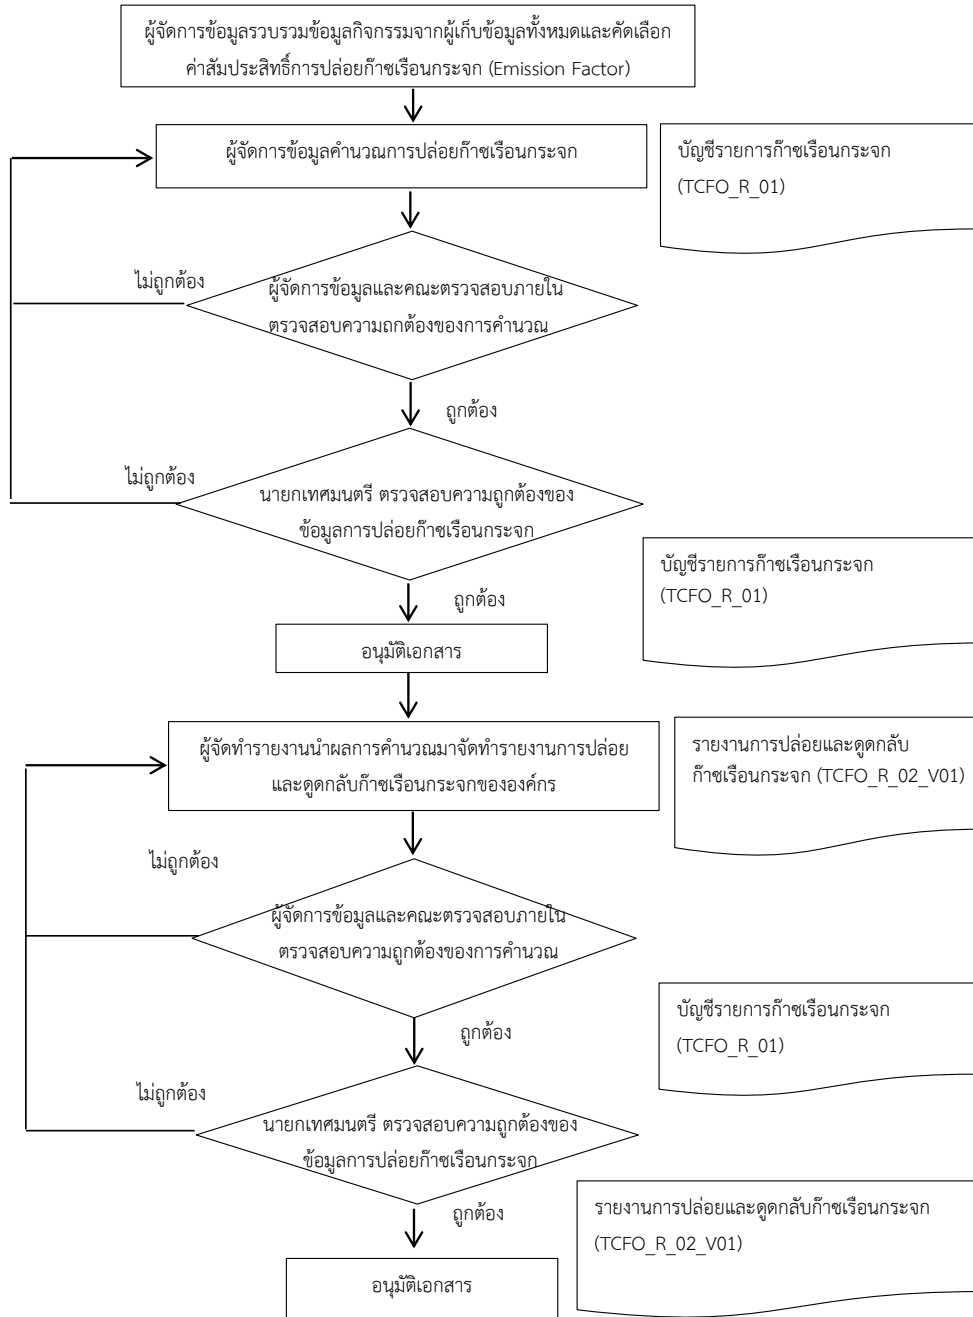 ผู้จัดการข้อมูลรวบรวมข้อมูลกิจกรรมจากผู้เก็บข้อมูลทั้งหมดและคัดเลือก
ค่าสัมประสิทธิ์การปล่อยก๊าซเรือนกระจก (Emission Factor)
ผู้จัดการข้อมูลคำนวณการปล่อยก๊าซเรือนกระจก
บัญชีรายการก๊าซเรือนกระจก
(TCFO_R_01)
ไม่ถูกต้อง
ผู้จัดการข้อมูลและคณะตรวจสอบภายใน
ตรวจสอบความถูกต้องของการคำนวณ
ถูกต้อง
ไม่ถูกต้อง
นายกเทศมนตรี ตรวจสอบความถูกต้องของ
ข้อมูลการปล่อยก๊าซเรือนกระจก
บัญชีรายการก๊าซเรือนกระจก
(TCFO_R_01)
ถูกต้อง
อนุมัติเอกสาร
ผู้จัดทำรายงานนำผลการคำนวณมาจัดทำรายงานการปล่อย
และดูดกลับก๊าซเรือนกระจกขององค์กร
รายงานการปล่อยและดูดกลับ
ก๊าซเรือนกระจก (TCFO_R_02_V01)
ไม่ถูกต้อง
ผู้จัดการข้อมูลและคณะตรวจสอบภายใน
ตรวจสอบความถูกต้องของการคำนวณ
บัญชีรายการก๊าซเรือนกระจก
(TCFO_R_01)
ถูกต้อง
ไม่ถูกต้อง
นายกเทศมนตรี ตรวจสอบความถูกต้องของ
ข้อมูลการปล่อยก๊าซเรือนกระจก
ถูกต้อง
รายงานการปล่อยและดูดกลับก๊าซเรือนกระจก
(TCFO_R_02_V01)
อนุมัติเอกสาร